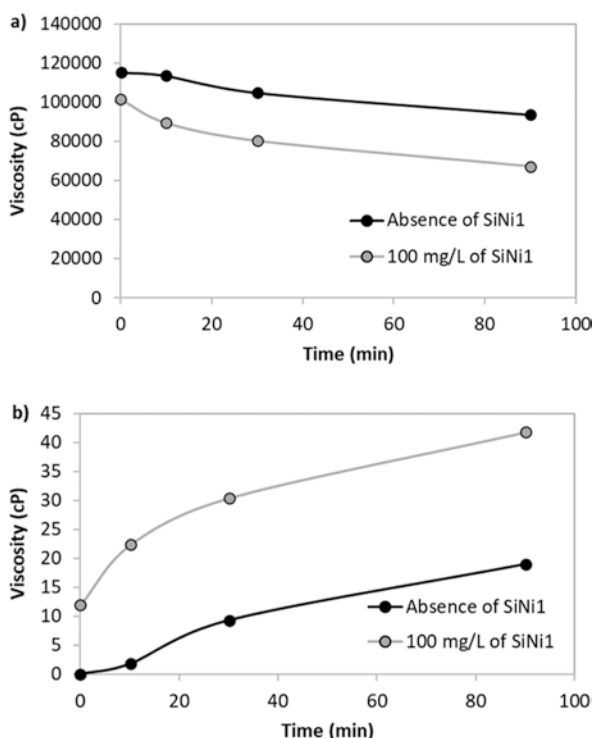 a)
140000
120000
100000
80000
60000
40000
20000
0
Viscosity (cP)
Absence of SiNi1
100 mg/L of SiNi1
0 20 40 60 80 100
Time (min)
b)
45
40
35
30
25
20
15
10
5
0
Viscosity (cP)
Absence of SiNi1
100 mg/L of SiNi1
0 20 40 60 80 100
Time (min)